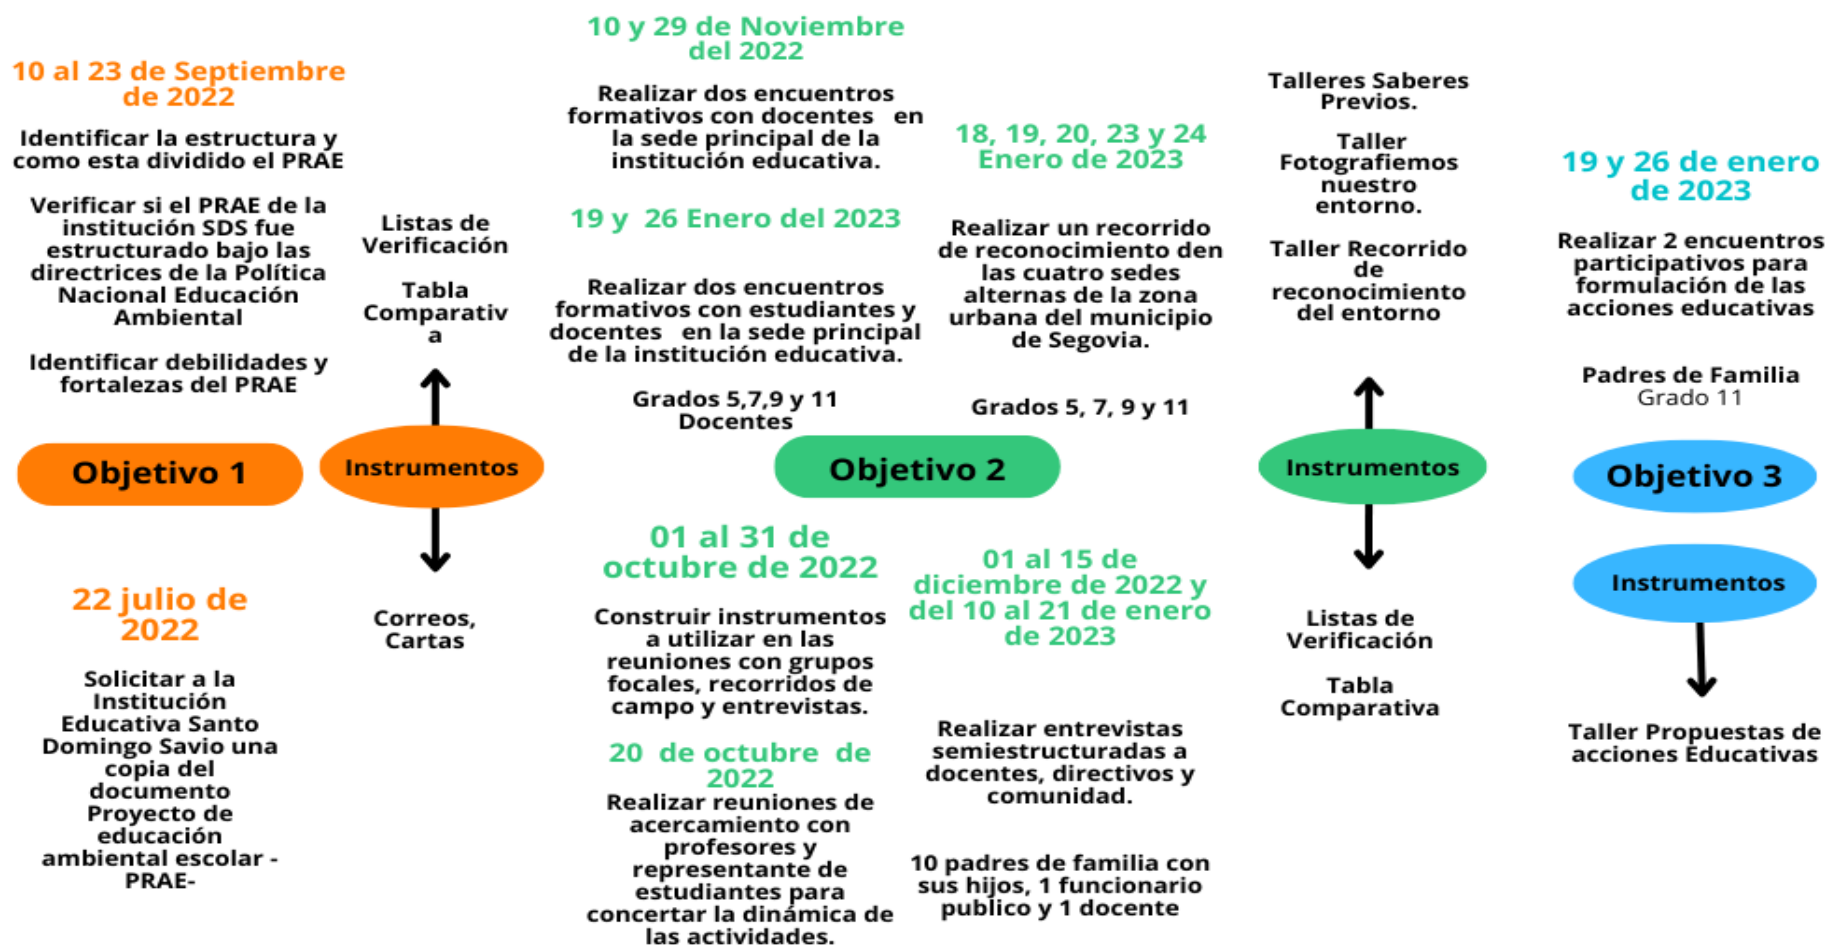 10 al 23 de Septiembre
de 2022
Identificar la estructura y
como esta dividido el PRAE
Verificar si el PRAE de la
institución SDS fue
estructurado bajo las
directrices de la Política
Nacional Educación
Ambiental
Identificar debilidades y
fortalezas del PRAE
Objetivo 1
22 julio de
2022
Solicitar a la
Institución
Educativa Santo
Domingo Savio una
copia del
documento
Proyecto de
educación
ambiental escolar -
PRAE-
Listas de
Verificación
Tabla
Comparativ
a
Instrumentos
Correos,
Cartas
10 y 29 de Noviembre
del 2022
Realizar dos encuentros
formativos con docentes   en
la sede principal de la
institución educativa.
19 y  26 Enero del 2023
Realizar dos encuentros
formativos con estudiantes y
docentes   en la sede principal
de la institución educativa.
Grados 5,7,9 y 11
Docentes
18, 19, 20, 23 y 24
Enero de 2023
Realizar un recorrido
de reconocimiento den
las cuatro sedes
alternas de la zona
urbana del municipio
de Segovia.
Grados 5, 7, 9 y 11
Objetivo 2
01 al 31 de
octubre de 2022
Construir instrumentos
a utilizar en las
reuniones con grupos
focales, recorridos de
campo y entrevistas.
20  de octubre  de
2022
Realizar reuniones de
acercamiento con
profesores y
representante de
estudiantes para
concertar la dinámica de
las actividades.
01 al 15 de
diciembre de 2022 y
del 10 al 21 de enero
de 2023
Realizar entrevistas
semiestructuradas a
docentes, directivos y
comunidad.
10 padres de familia con
sus hijos, 1 funcionario
publico y 1 docente
Talleres Saberes
Previos.
Taller
Fotografiemos
nuestro
entorno.
Taller Recorrido
de
reconocimiento
del entorno
Instrumentos
Listas de
Verificación
Tabla
Comparativa
19 y 26 de enero
de 2023
Realizar 2 encuentros
participativos para
formulación de las
acciones educativas
Padres de Familia
Grado 11
Objetivo 3
Instrumentos
Taller Propuestas de
acciones Educativas